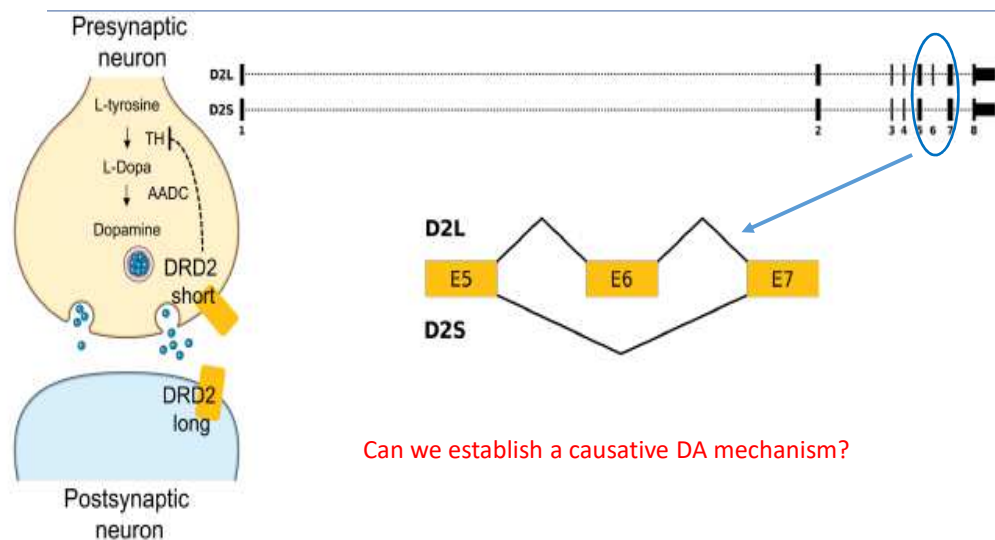 Presynaptic
neuron
L-tyrosine
TH
L-Dopa
AADC
Dopamine
DRD2
short
DRD2
long
Postsynaptic
neuron
D2L
D2S
1 2 3 4 5 6 7 8
D2L
E5 E6 E7
D2S
Can we establish a causative DA mechanism?